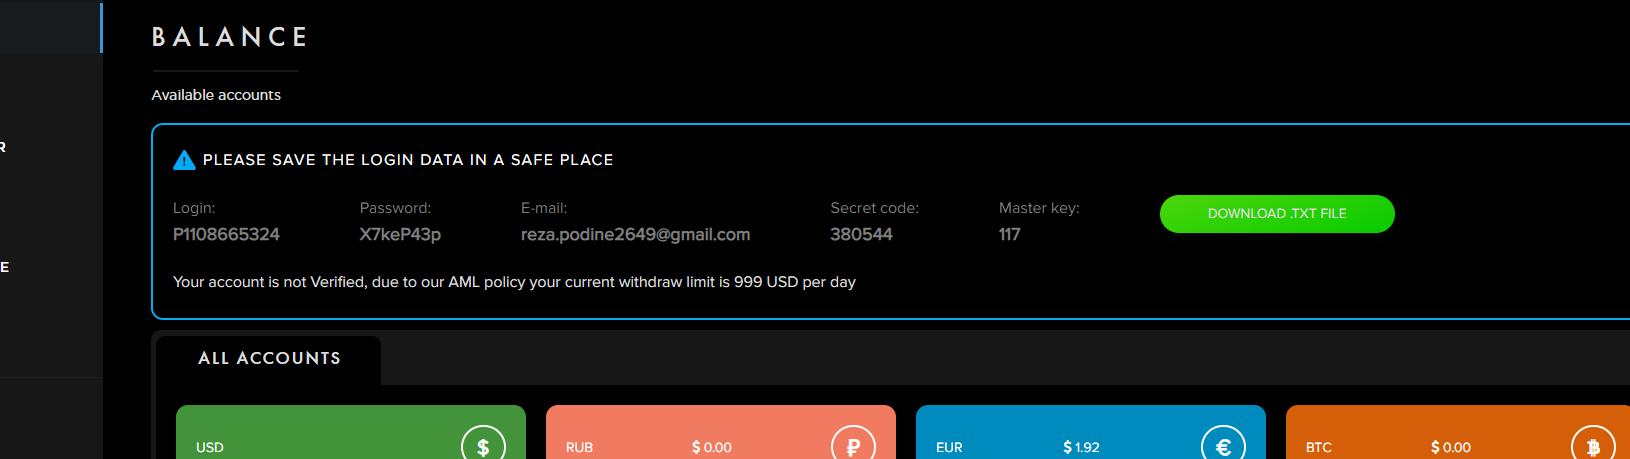 BALANCE
Available accounts
R
PLEASE SAVE THE LOGIN DATA IN A SAFE PLACE
Login: Password: E-mail: Secret code: Master key:
P1108665324 X7keP43p reza.podine2649@gmail.com 380544 117
DOWNLOAD .TXT FILE
E
Your account is not Verified, due to our AML policy your current withdraw limit is 999 USD per day
ALL ACCOUNTS
USD $ RUB $ 0.00 ₽ EUR $ 1.92 € BTC $ 0.00 ₿